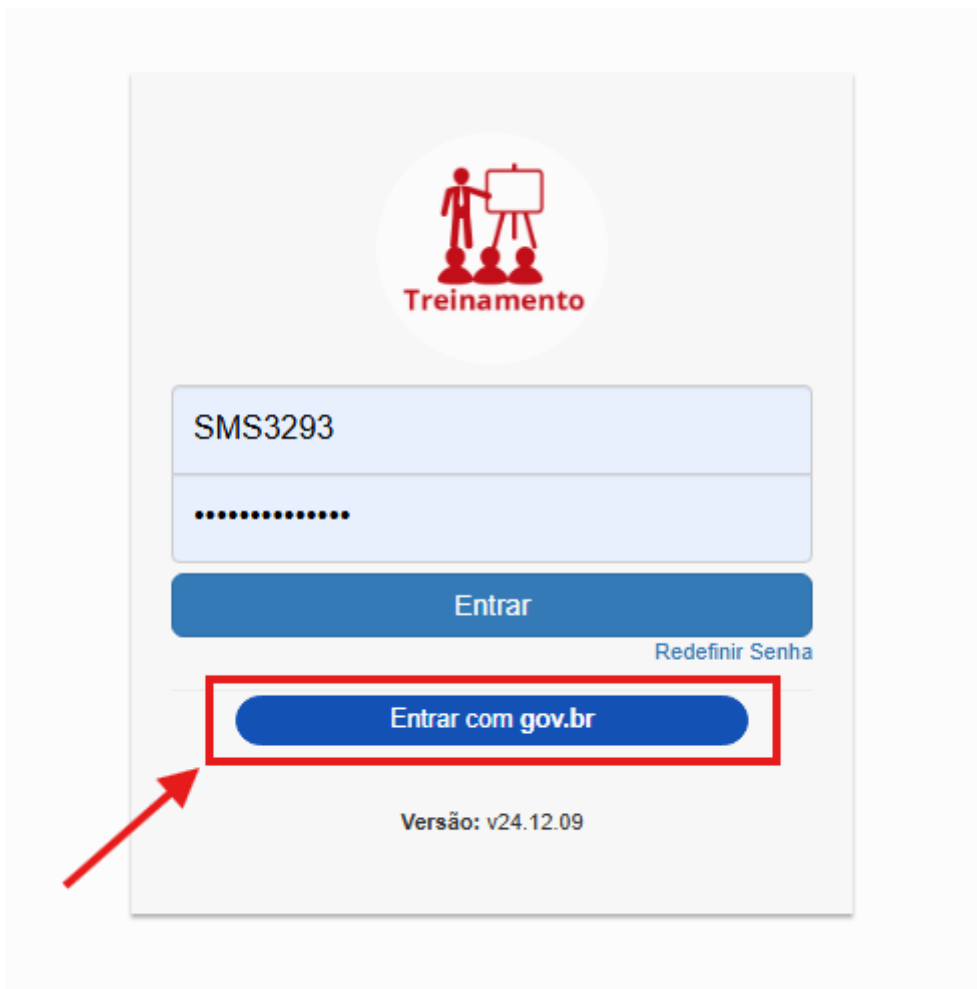 Treinamento
SMS3293
••••••••••••••
Entrar
Redefinir Senha
Entrar com gov.br
Versão: v24.12.09